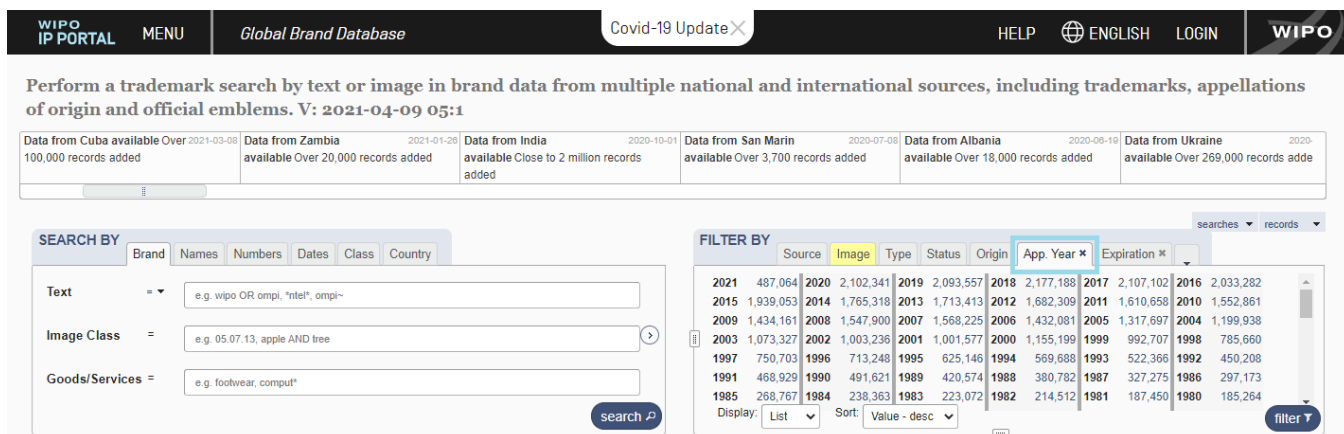 WIPO
IP PORTAL MENU Global Brand Database Covid-19 Update HELP ENGLISH LOGIN WIPO
Perform a trademark search by text or image in brand data from multiple national and international sources, including trademarks, appellations
of origin and official emblems. V: 2021-04-09 05:1
Data from Cuba available Over 2021-03-08 Data from Zambia 2021-01-26 Data from India 2020-10-01 Data from San Marin 2020-07-08 Data from Albania 2020-06-19 Data from Ukraine 2020-
100,000 records added available Over 20,000 records added available Close to 2 million records available Over 3,700 records added available Over 18,000 records added available Over 269,000 records adde
added
searches records
SEARCH BY Brand Names Numbers Dates Class Country
Text = e.g. wipo OR ompi, *ntel*, ompi~
Image Class = e.g. 05.07.13, apple AND tree
Goods/Services = e.g. footwear, comput*
search
FILTER BY Source Image Type Status Origin App. Year × Expiration ×
2021 487,064 2020 2,102,341 2019 2,093,557 2018 2,177,188 2017 2,107,102 2016 2,033,282
2015 1,939,053 2014 1,765,318 2013 1,713,413 2012 1,682,309 2011 1,610,658 2010 1,552,861
2009 1,434,161 2008 1,547,900 2007 1,568,225 2006 1,432,081 2005 1,317,697 2004 1,199,938
2003 1,073,327 2002 1,003,236 2001 1,001,577 2000 1,155,199 1999 992,707 1998 785,660
1997 750,703 1996 713,248 1995 625,146 1994 569,688 1993 522,366 1992 450,208
1991 468,929 1990 491,621 1989 420,574 1988 380,782 1987 327,275 1986 297,173
1985 268,767 1984 238,363 1983 223,072 1982 214,512 1981 187,450 1980 185,264
Display: List Sort: Value - desc filter